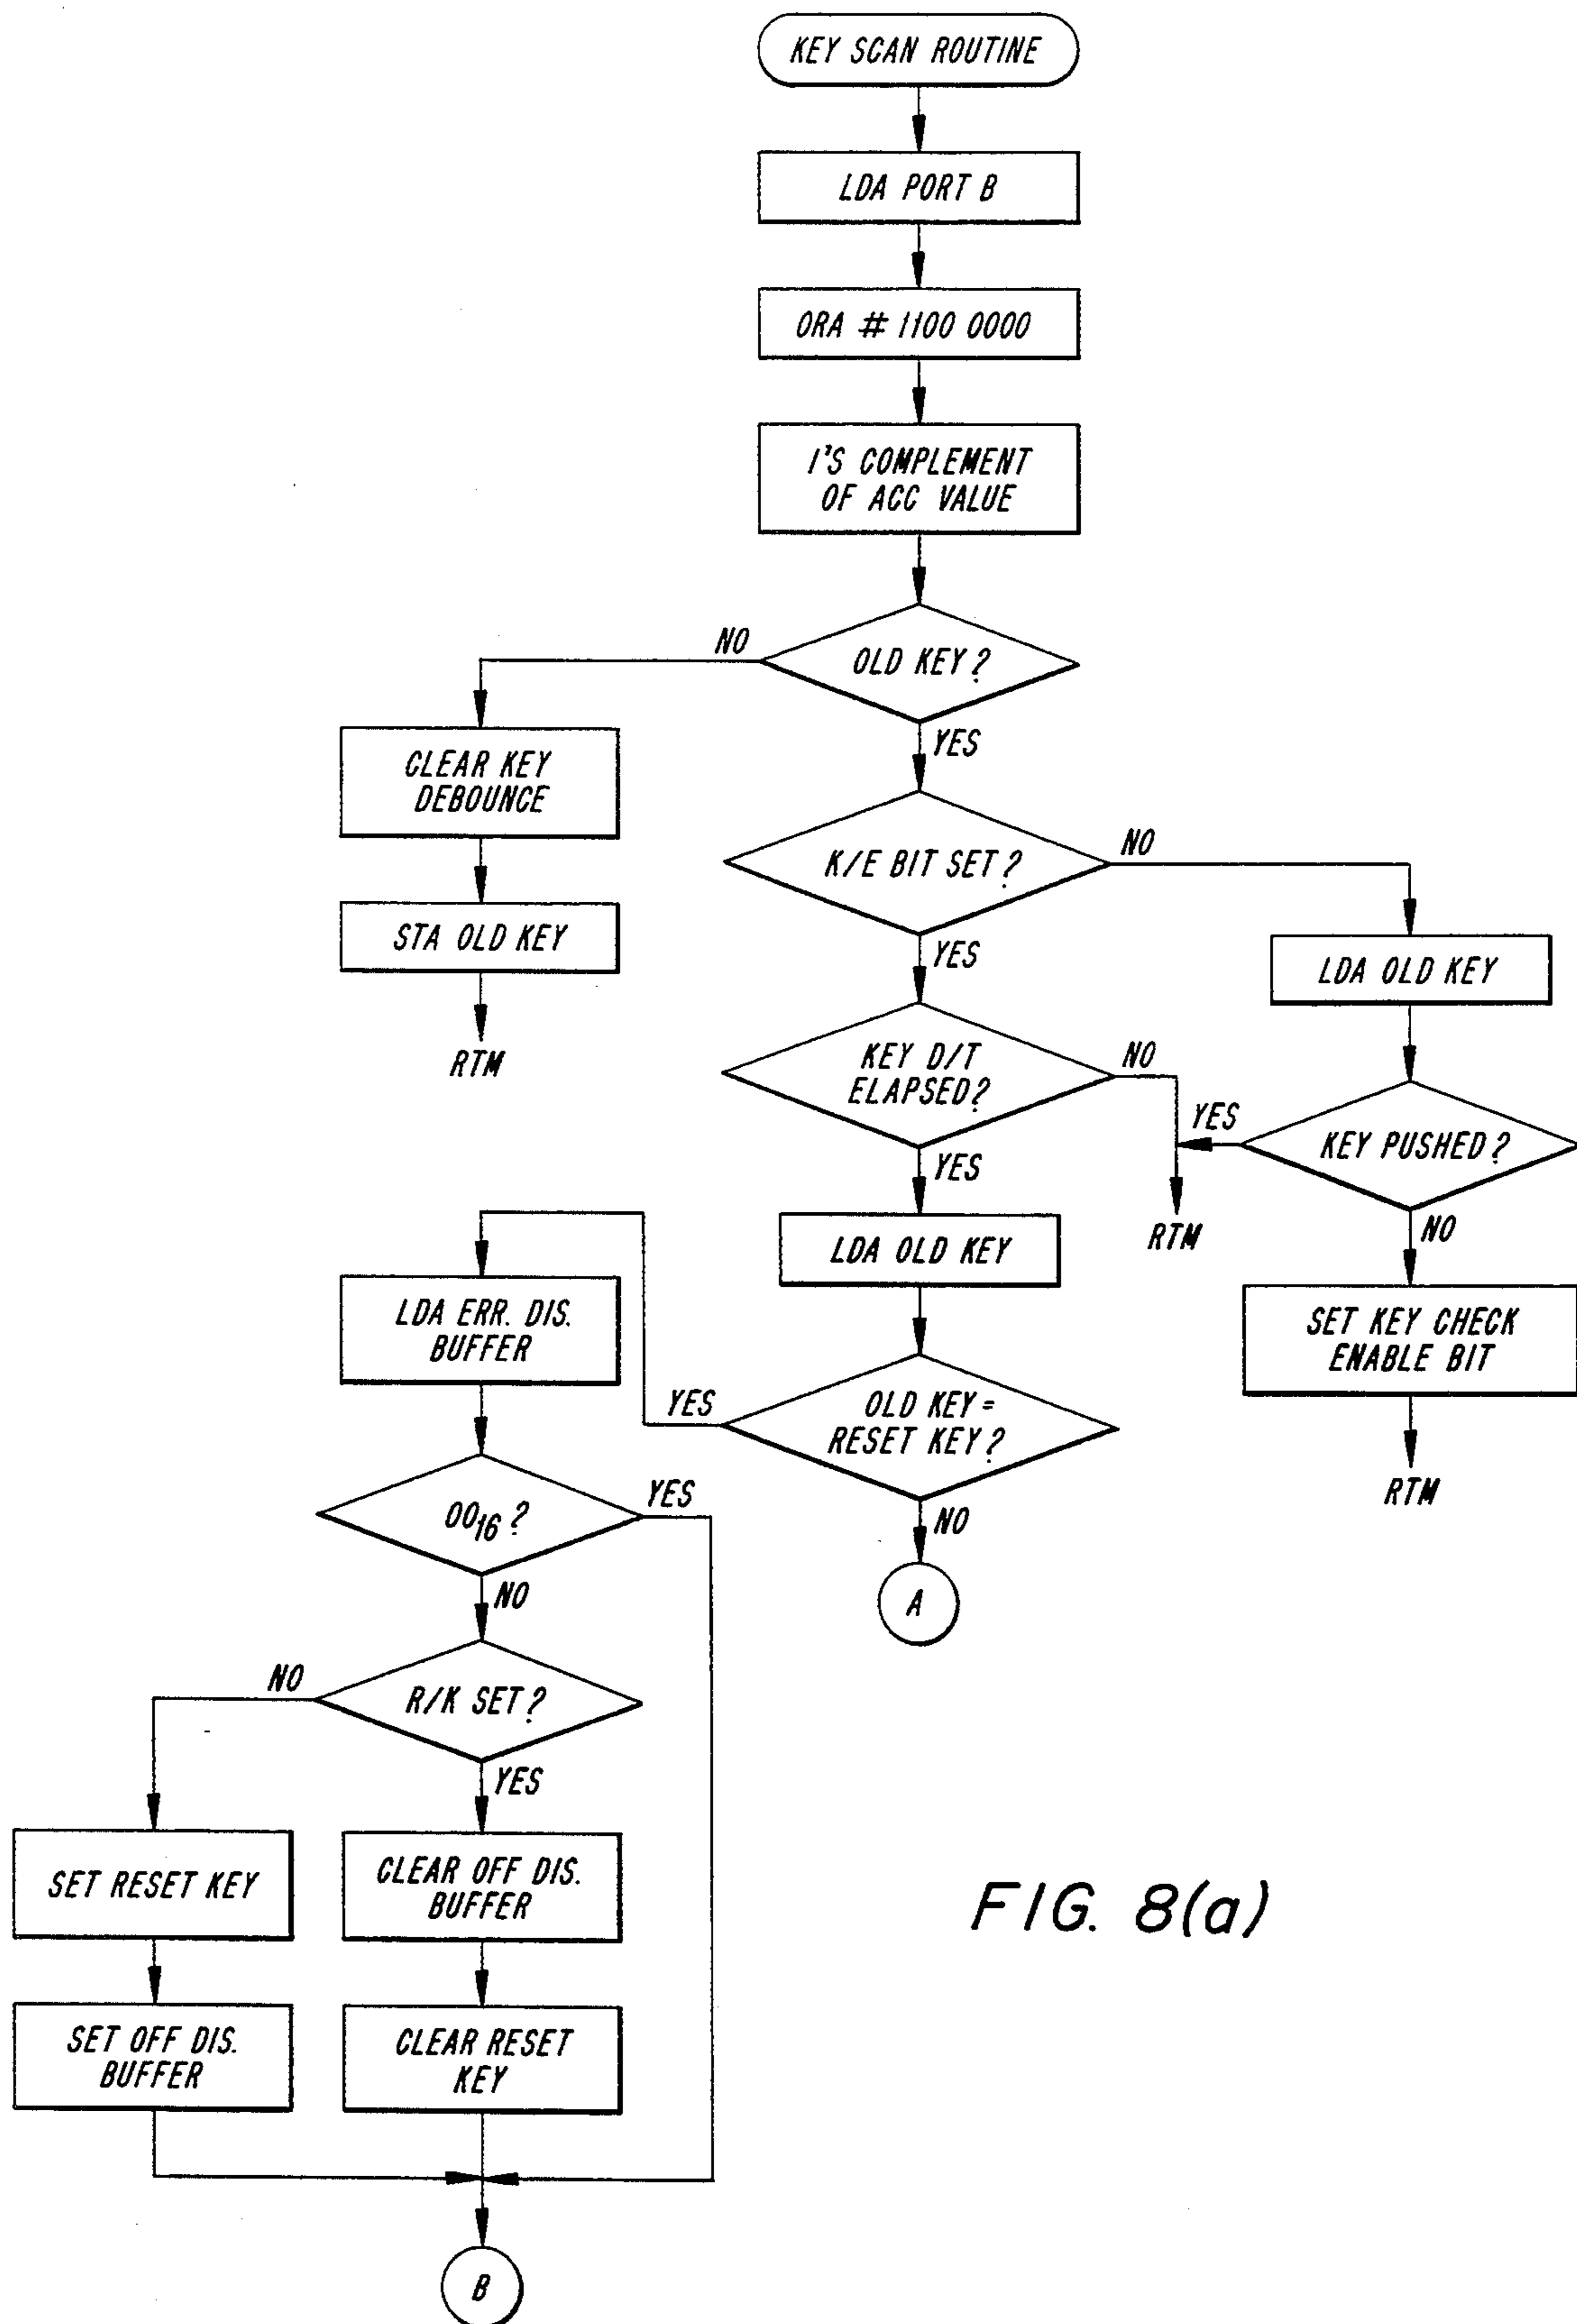 KEY SCAN ROUTINE
LDA PORT B
ORA # 1100 0000
1'S COMPLEMENT
OF ACC VALUE
OLD KEY?
NO
YES
CLEAR KEY
DEBOUNCE
K/E BIT SET?
NO
YES
STA OLD KEY
RTM
LDA OLD KEY
KEY D/T
ELAPSED?
NO
YES
KEY PUSHED?
YES
NO
RTM
LDA OLD KEY
SET KEY CHECK
ENABLE BIT
RTM
LDA ERR. DIS.
BUFFER
OLD KEY =
RESET KEY?
YES
NO
A
00₁₆?
YES
NO
R/K SET?
NO
YES
SET RESET KEY
CLEAR OFF DIS.
BUFFER
SET OFF DIS.
BUFFER
CLEAR RESET
KEY
B
FIG. 8(a)